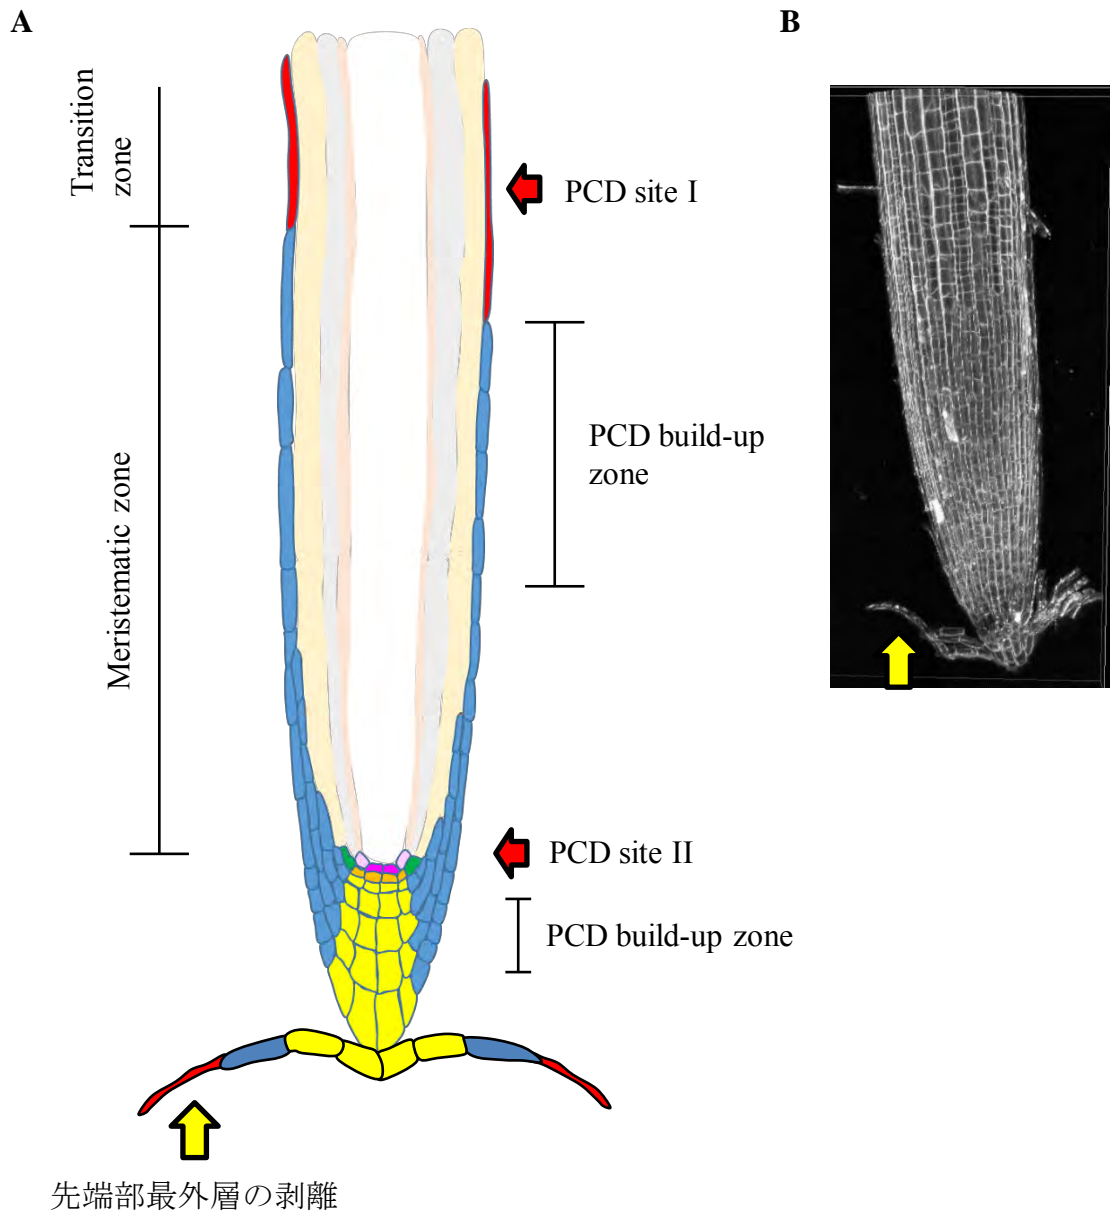 A
B
Transition
zone
PCD site I
PCD build-up
zone
Meristematic zone
PCD site II
PCD build-up zone
先端部最外層の剥離